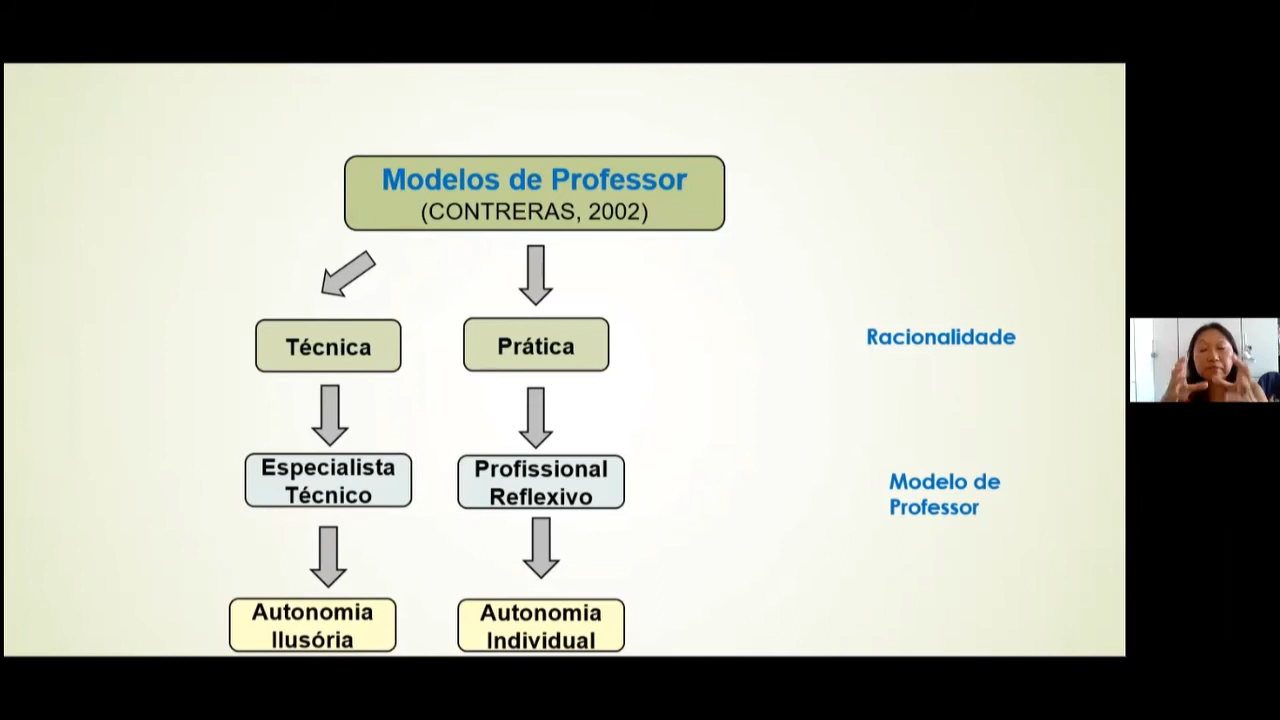 Modelos de Professor
(CONTRERAS, 2002)
Técnica
Prática
Racionalidade
Especialista
Técnico
Profissional
Reflexivo
Modelo de
Professor
Autonomia
Ilusória
Autonomia
Individual